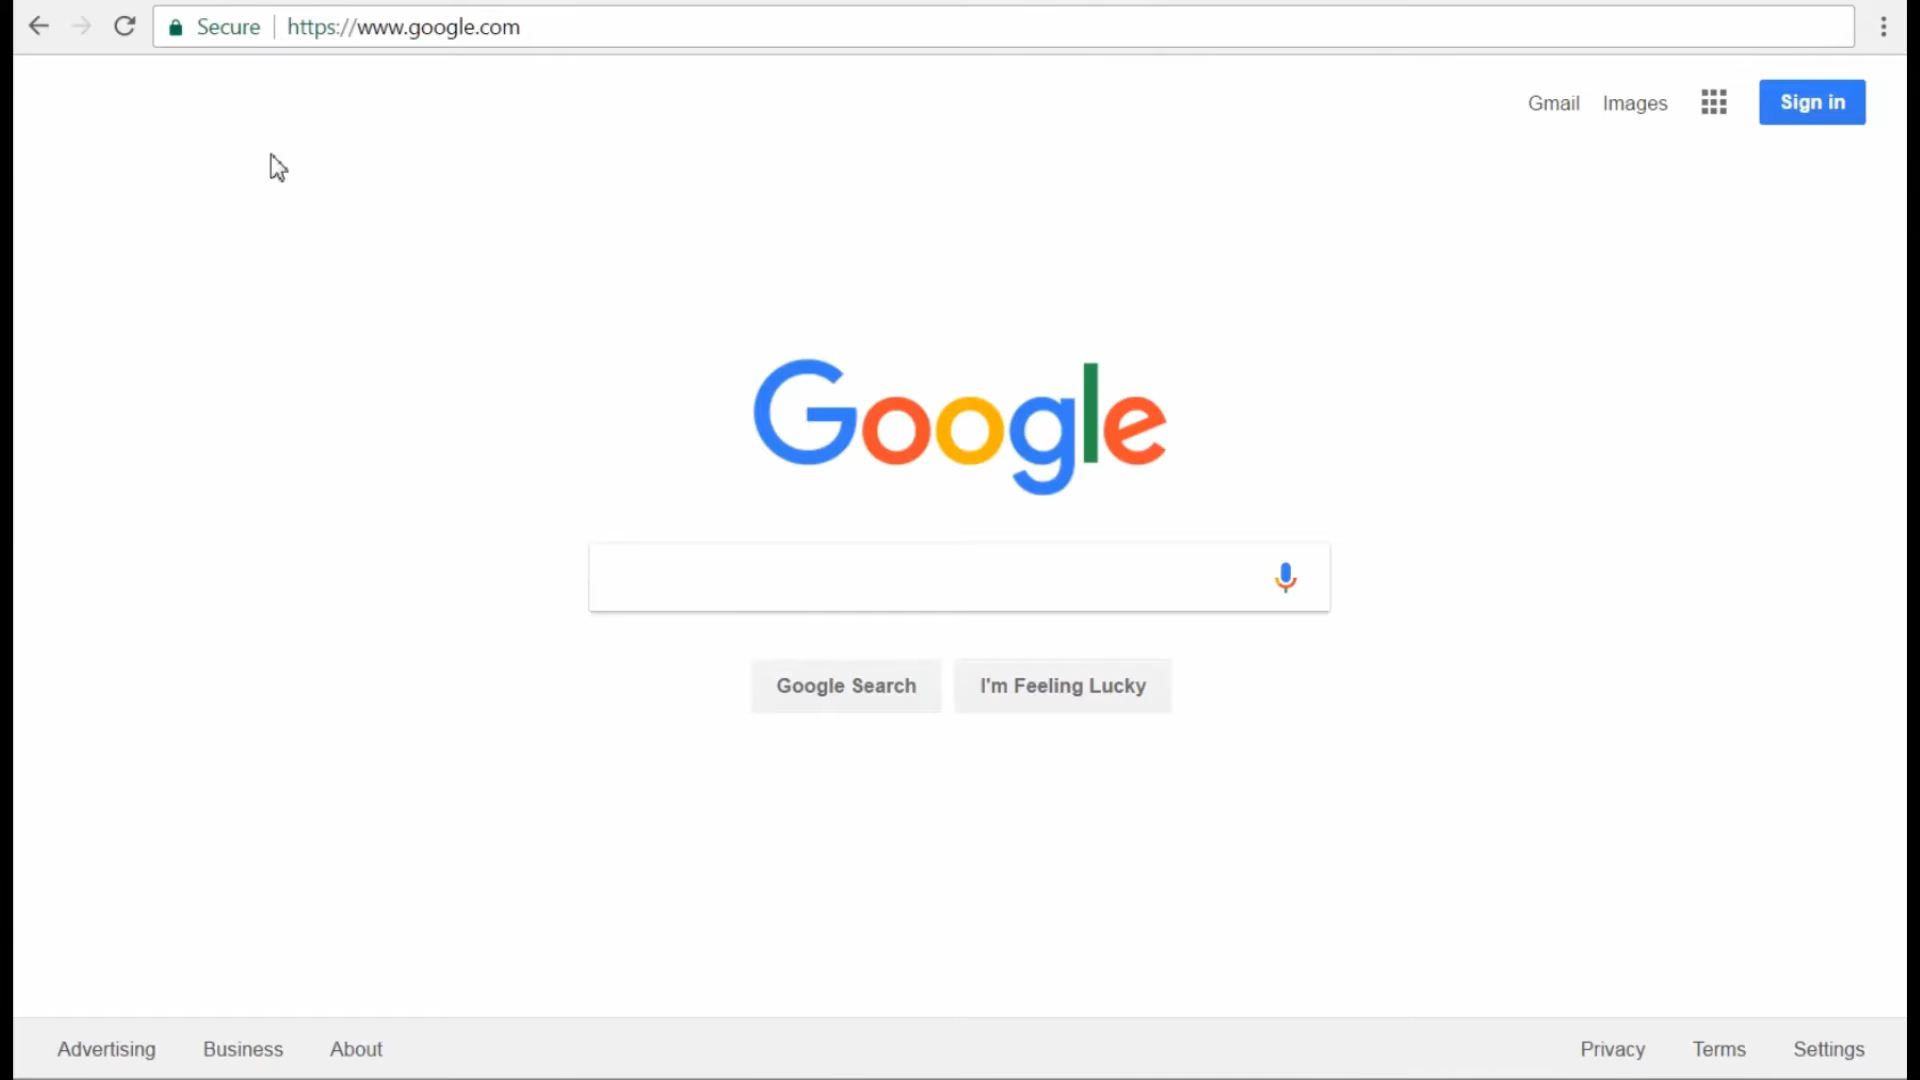 Secure https://www.google.com
Gmail Images Sign in
Google
Google Search I'm Feeling Lucky
Advertising Business About Privacy Terms Settings